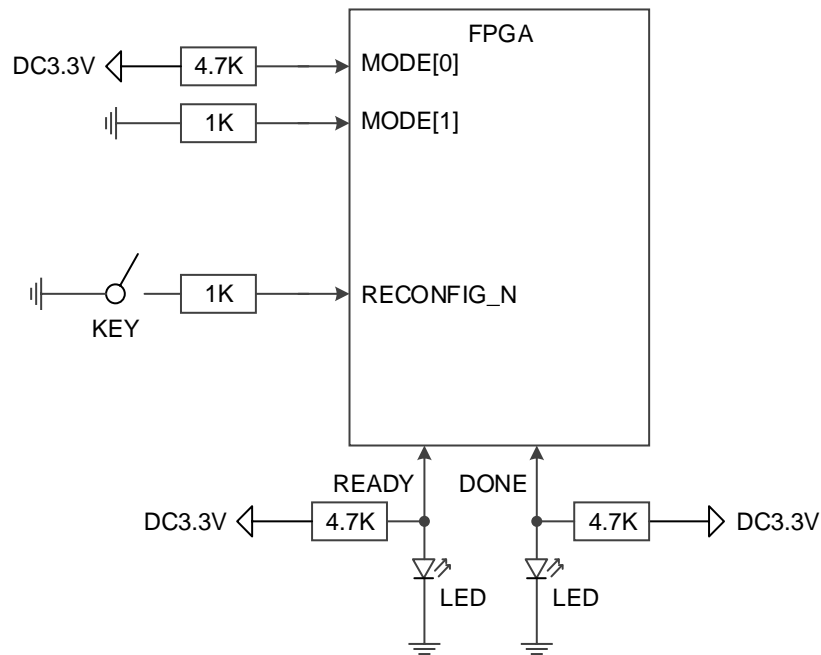 FPGA
DC3.3V
4.7K
MODE[0]
1K
MODE[1]
1K
RECONFIG_N
KEY
READY
DONE
DC3.3V
4.7K
4.7K
DC3.3V
LED
LED